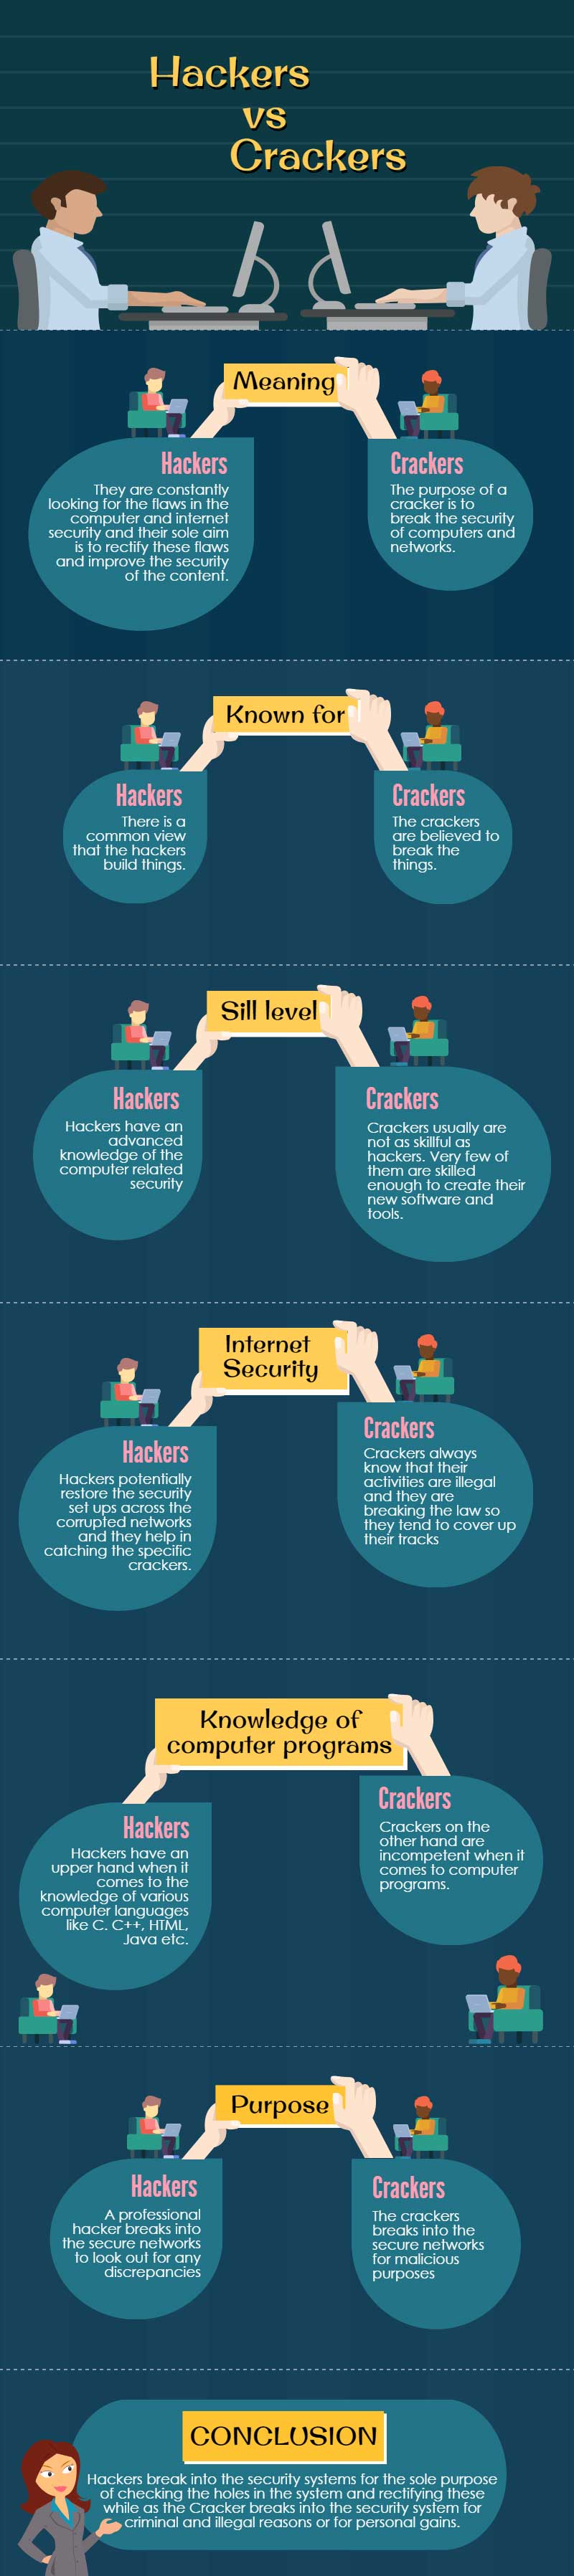 Hackers
vs
Crackers
Meaning
Hackers
They are constantly
looking for the flaws in the
computer and internet
security and their sole aim
is to rectify these flaws
and improve the security
of the content.
Crackers
The purpose of a
cracker is to
break the security
of computers and
networks.
Known for
Hackers
There is a
common view
that the hackers
build things.
Crackers
The crackers
are believed to
break the
things.
Sill level
Hackers
Hackers have an
advanced
knowledge of the
computer related
security
Crackers
Crackers usually are
not as skillful as
hackers. Very few of
them are skilled
enough to create their
new software and
tools.
Internet
Security
Hackers
Hackers potentially
restore the security
set ups across the
corrupted networks
and they help in
catching the specific
crackers.
Crackers
Crackers always
know that their
activities are illegal
and they are
breaking the law so
they tend to cover up
their tracks
Knowledge of
computer programs
Hackers
Hackers have an
upper hand when it
comes to the
knowledge of various
computer languages
like C. C++, HTML,
Java etc.
Crackers
Crackers on the
other hand are
incompetent when it
comes to computer
programs.
Purpose
Hackers
A professional
hacker breaks into
the secure networks
to look out for any
discrepancies
Crackers
The crackers
breaks into the
secure networks
for malicious
purposes
CONCLUSION
Hackers break into the security systems for the sole purpose
of checking the holes in the system and rectifying these
while as the Cracker breaks into the security system for
criminal and illegal reasons or for personal gains.